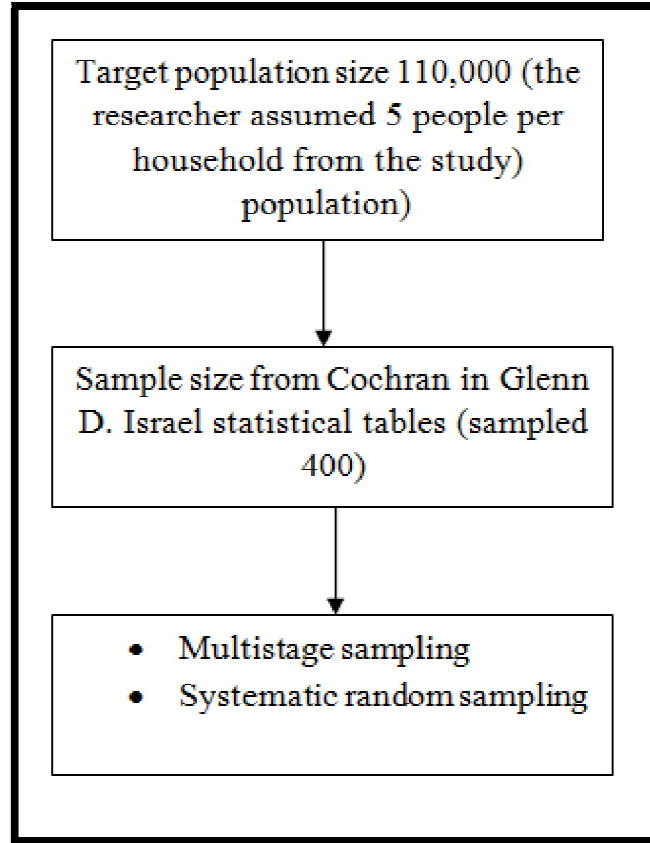 Target population size 110,000 (the
researcher assumed 5 people per
household from the study)
population)
Sample size from Cochran in Glenn
D. Israel statistical tables (sampled
400)
• Multistage sampling
• Systematic random sampling